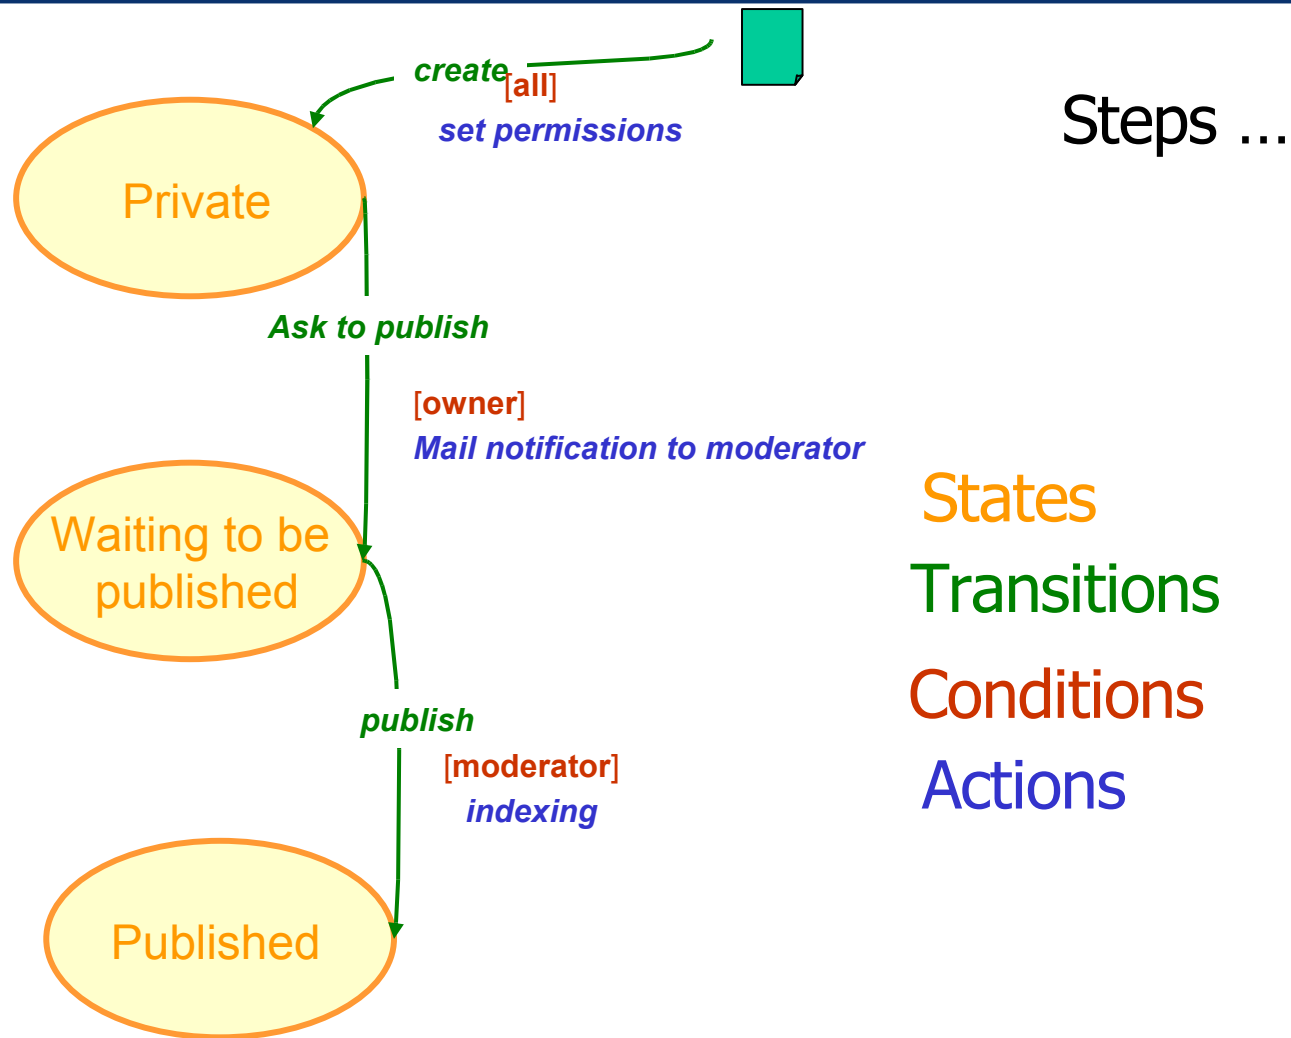 create
[all]
set permissions
Steps ...
Private
Ask to publish
[owner]
Mail notification to moderator
States
Waiting to be
published
Transitions
Conditions
publish
[moderator]
Actions
indexing
Published